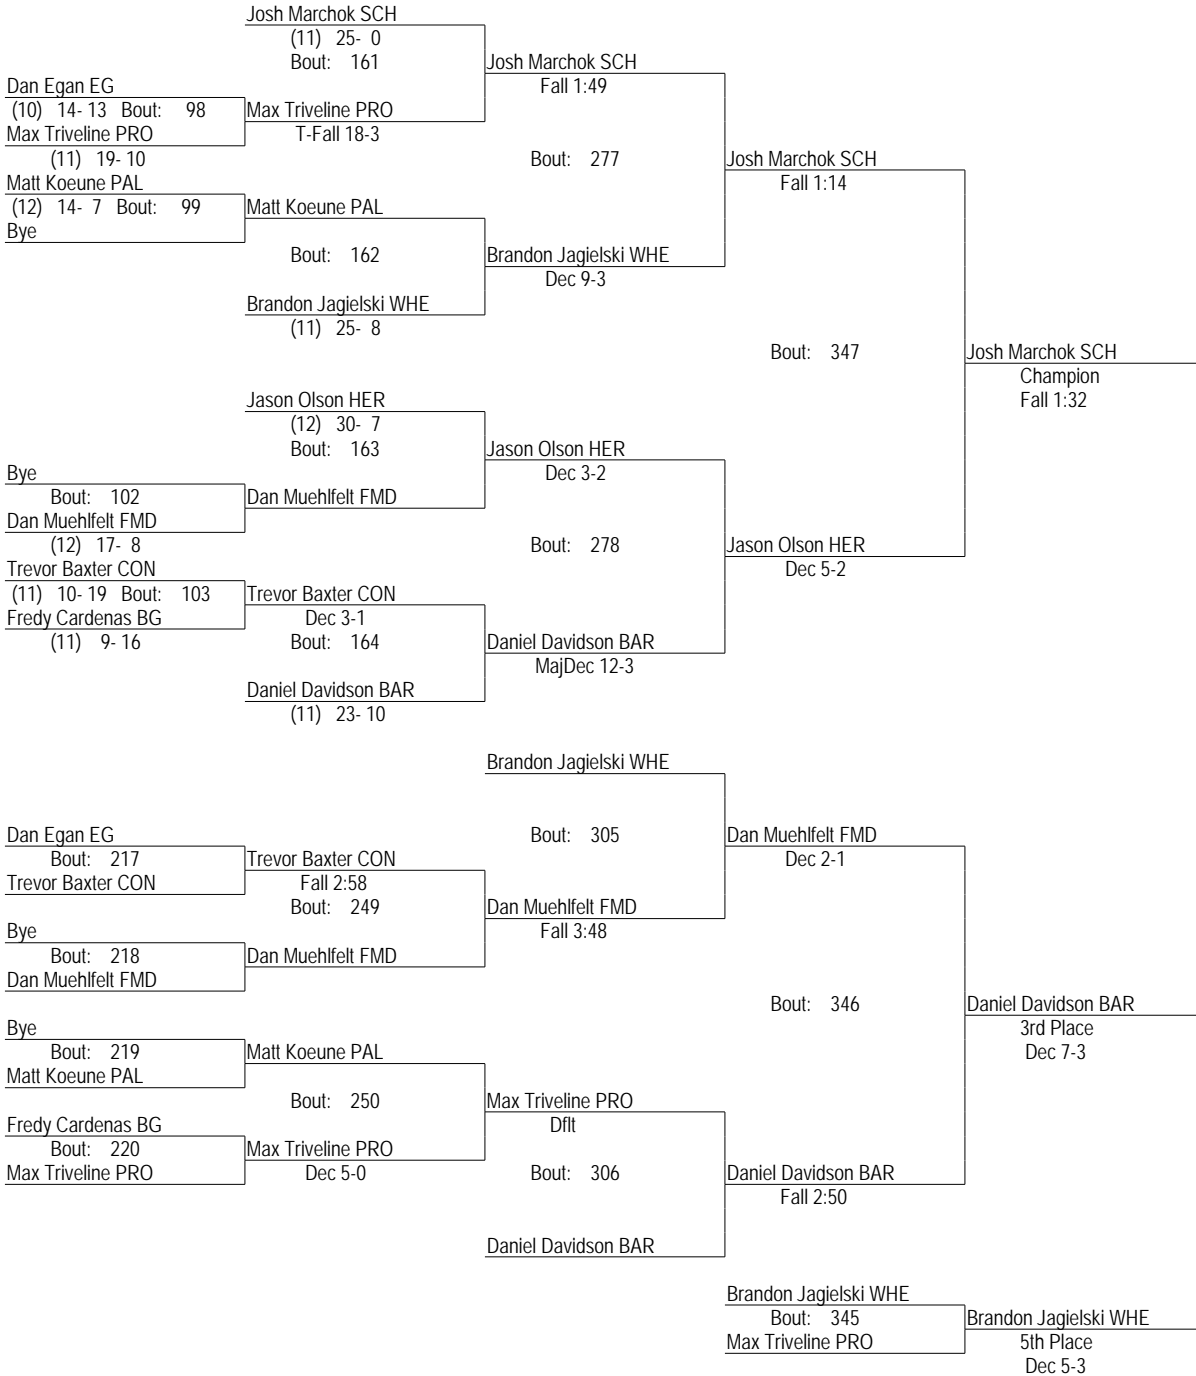 Josh Marchok SCH
(11) 25- 0
Bout: 161
Josh Marchok SCH
Fall 1:49
Dan Egan EG
(10) 14- 13 Bout: 98
Max Triveline PRO
(11) 19- 10
Max Triveline PRO
T-Fall 18-3
Bout: 277
Josh Marchok SCH
Fall 1:14
Matt Koeune PAL
(12) 14- 7 Bout: 99
Bye
Matt Koeune PAL
Bout: 162
Brandon Jagielski WHE
Dec 9-3
Brandon Jagielski WHE
(11) 25- 8
Bout: 347
Josh Marchok SCH
Champion
Fall 1:32
Jason Olson HER
(12) 30- 7
Bout: 163
Jason Olson HER
Dec 3-2
Bye
Bout: 102
Dan Muehlfelt FMD
(12) 17- 8
Dan Muehlfelt FMD
Bout: 278
Jason Olson HER
Dec 5-2
Trevor Baxter CON
(11) 10- 19 Bout: 103
Fredy Cardenas BG
(11) 9- 16
Trevor Baxter CON
Dec 3-1
Bout: 164
Daniel Davidson BAR
MajDec 12-3
Daniel Davidson BAR
(11) 23- 10
Brandon Jagielski WHE
Bout: 305
Dan Muehlfelt FMD
Dec 2-1
Dan Egan EG
Bout: 217
Trevor Baxter CON
Trevor Baxter CON
Fall 2:58
Bout: 249
Dan Muehlfelt FMD
Fall 3:48
Bye
Bout: 218
Dan Muehlfelt FMD
Dan Muehlfelt FMD
Bout: 346
Daniel Davidson BAR
3rd Place
Dec 7-3
Bye
Bout: 219
Matt Koeune PAL
Matt Koeune PAL
Bout: 250
Max Triveline PRO
Dflt
Fredy Cardenas BG
Bout: 220
Max Triveline PRO
Max Triveline PRO
Dec 5-0
Bout: 306
Daniel Davidson BAR
Fall 2:50
Daniel Davidson BAR
Brandon Jagielski WHE
Bout: 345
Max Triveline PRO
Brandon Jagielski WHE
5th Place
Dec 5-3